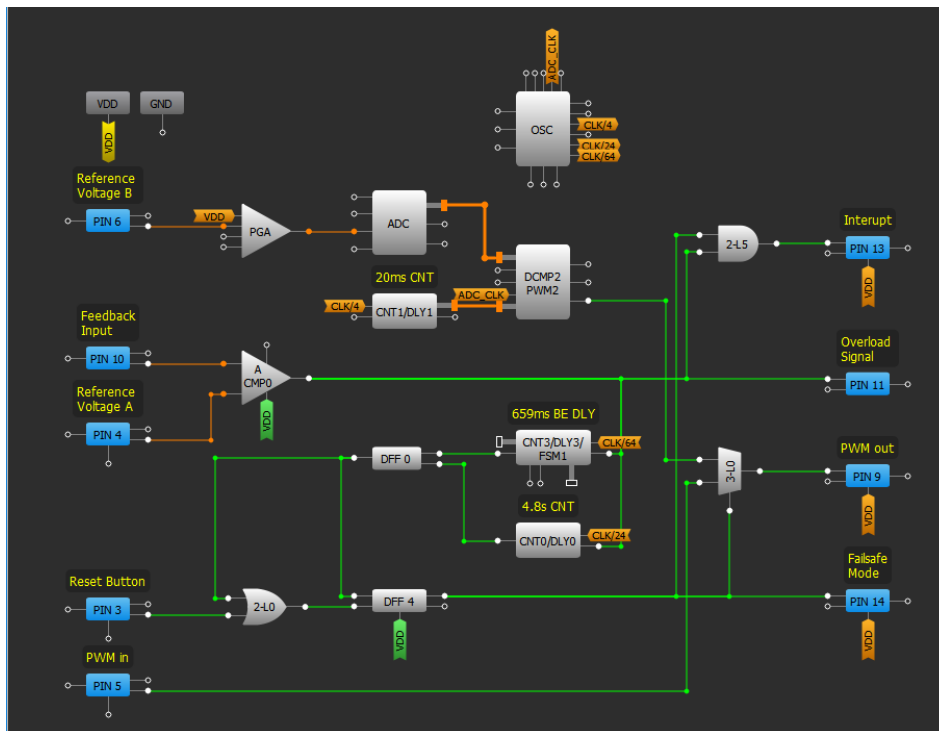 ADC_CLK
VDD
GND
OSC
CLK/4
CLK/24
CLK/64
VDD
Reference
Voltage B
PIN 6
VDD
PGA
ADC
2-L5
Interupt
PIN 13
VDD
20ms CNT
CLK/4
CNT1/DLY1
ADC_CLK
DCMP2
PWM2
Feedback
Input
PIN 10
A
CMP0
VDD
Reference
Voltage A
PIN 4
Overload
Signal
PIN 11
659ms BE DLY
DFF 0
CNT3/DLY3/
FSM1
CLK/64
3-L0
PWM out
PIN 9
VDD
4.8s CNT
CNT0/DLY0
CLK/24
Reset Button
PIN 3
2-L0
DFF 4
VDD
Failsafe
Mode
PIN 14
VDD
PWM in
PIN 5